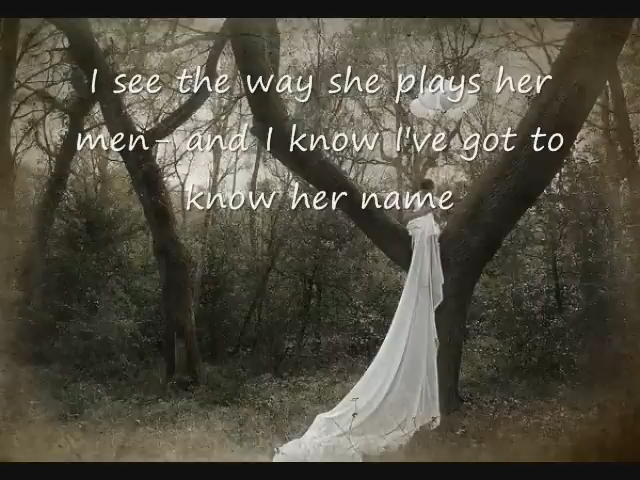 I see the way she plays her
men- and I know I've got to
know her name